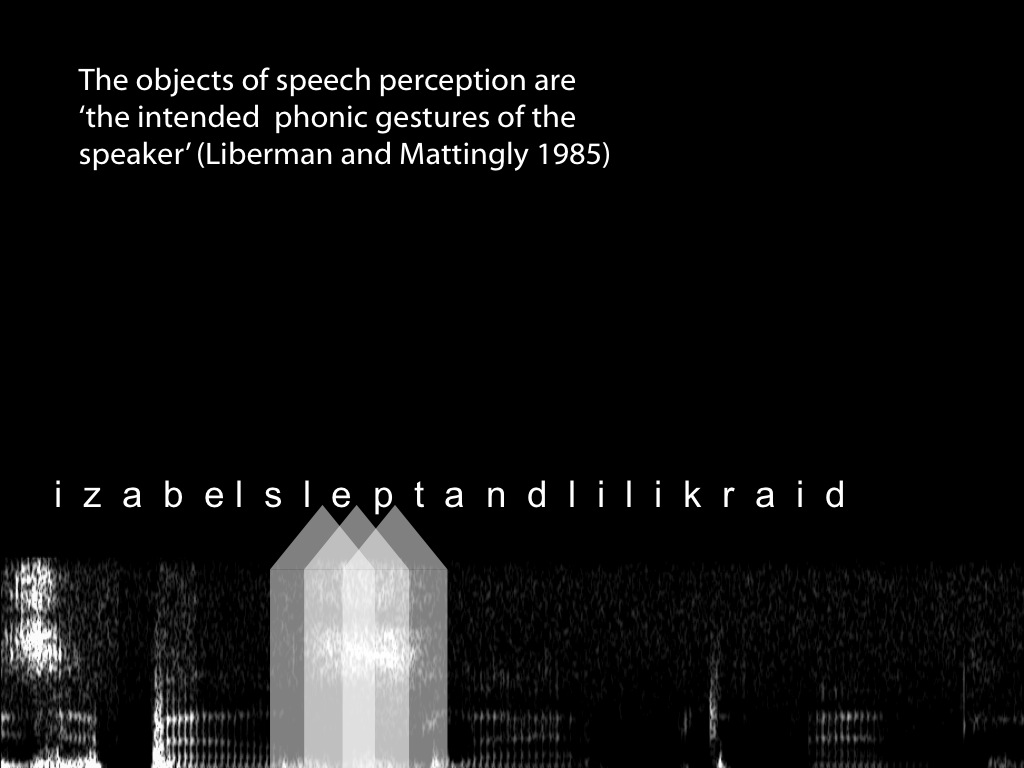 The objects of speech perception are
‘the intended  phonic gestures of the
speaker’ (Liberman and Mattingly 1985)
i z a b e l s l e p t a n d l i l i k r a i d